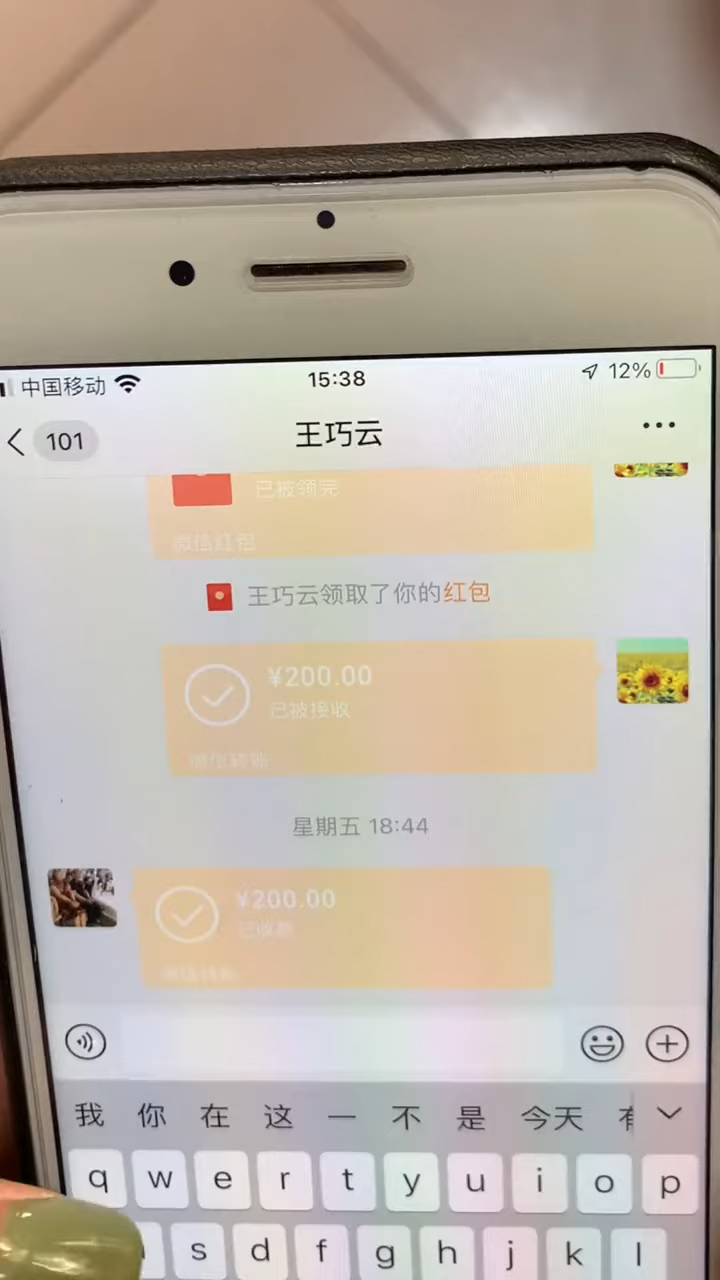 中国移动 15:38 12%
101 王巧云
已被领完
微信红包
王巧云领取了你的红包
¥200.00
已被接收
微信转账
星期五 18:44
¥200.00
已收款
微信转账
我 你 在 这 一 不 是 今天
q w e r t y u i o p
s d f g h j k l